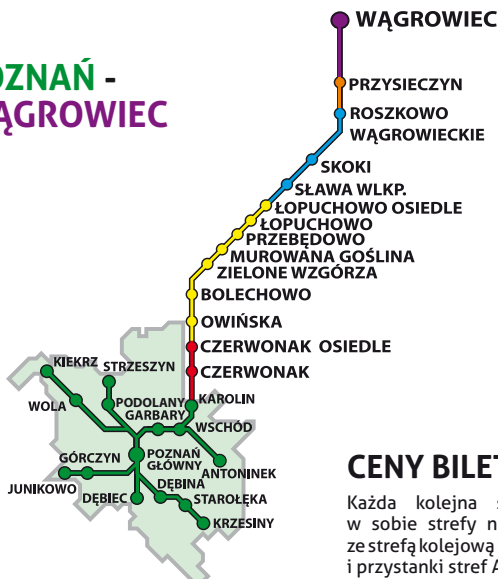 OZNAŃ -
ĄGROWIEC
WĄGROWIEC
PRZYSIECZYN
ROSZKOWO
WĄGROWIECKIE
SKOKI
SŁAWA WLKP.
ŁOPUCHOWO OSIEDLE
ŁOPUCHOWO
PRZEBĘDOWO
MUROWANA GOŚLINA
ZIELONE WZGÓRZA
BOLECHOWO
OWIŃSKA
CZERWONAK OSIEDLE
CZERWONAK
KIEKRZ
STRZESZYN
WOLA
PODOLANY
KAROLIN
GARBARY
WSCHÓD
GÓRCZYN
POZNAŃ
GŁÓWNY
ANTONINEK
JUNIKOWO
DĘBIEC
DĘBINA
STAROŁĘKA
KRZESINY
CENY BILET
Każda kolejna s
w sobie strefy n
ze strefą kolejową
i przystanki stref A